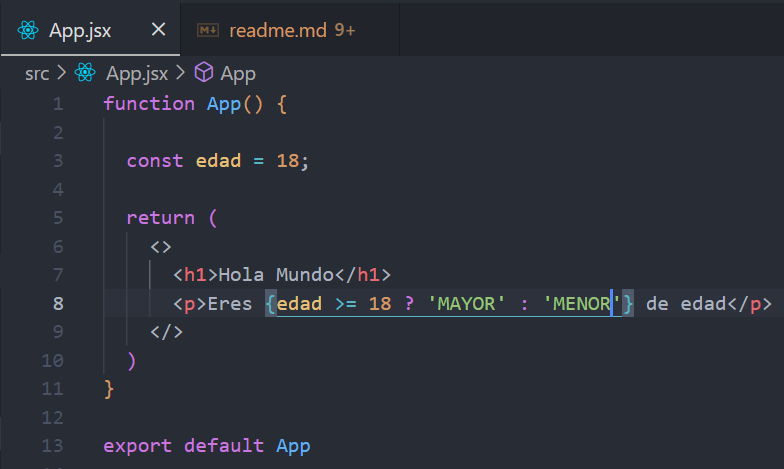 App.jsx readme.md 9+
src > App.jsx > App
1 function App() {
2
3   const edad = 18;
4
5   return (
6     <>
7       <h1>Hola Mundo</h1>
8       <p>Eres {edad >= 18 ? 'MAYOR' : 'MENOR'} de edad</p>
9     </>
10   )
11 }
12
13 export default App